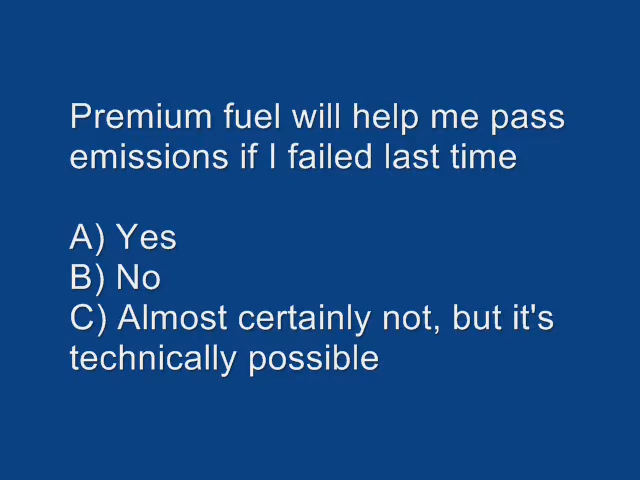 Premium fuel will help me pass
emissions if I failed last time
A) Yes
B) No
C) Almost certainly not, but it's
technically possible